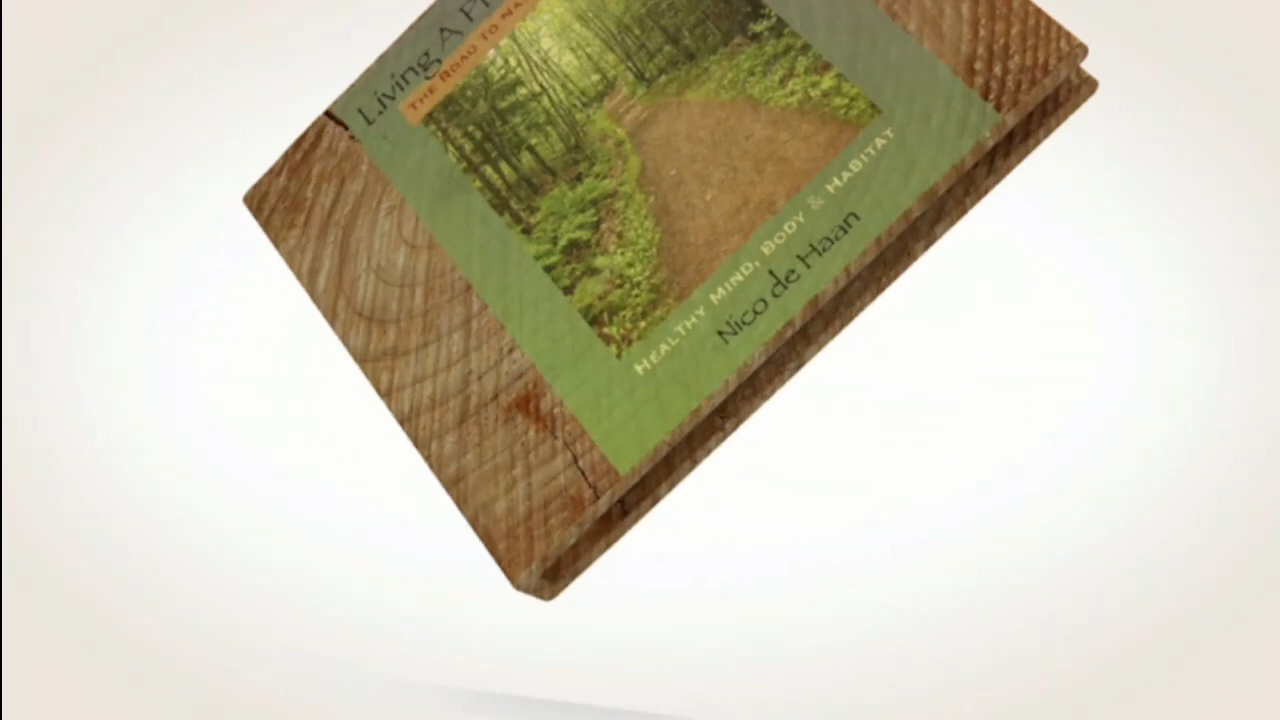 Living A
THE ROAD TO
HEALTHY MIND, BODY & HABITAT
Nico de Haan